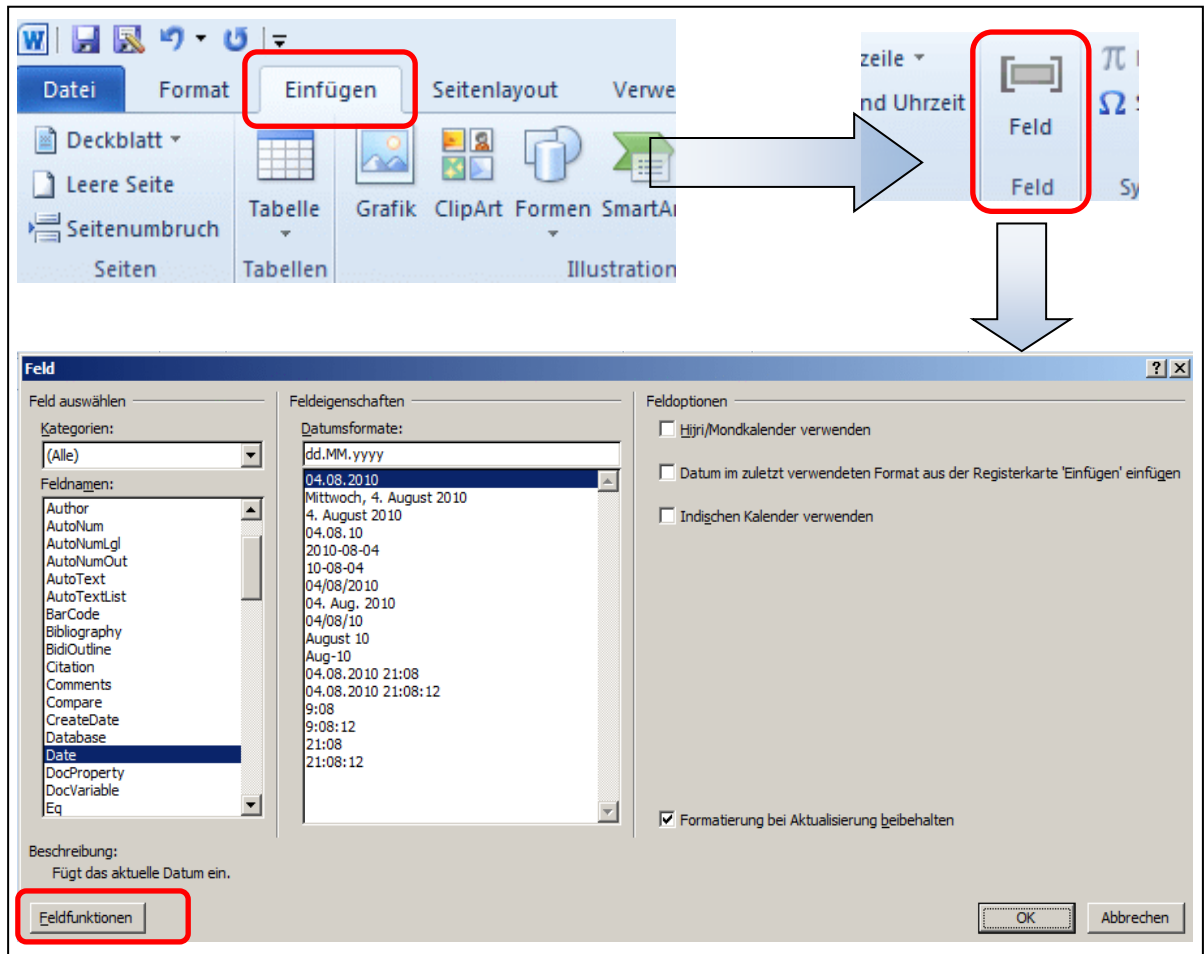 W
Datei Format Einfügen Seitenlayout Verwe
Deckblatt
Leere Seite
Seitenumbruch
Seiten
Tabelle
Tabellen
Grafik ClipArt Formen SmartAr
Illustration
zeile
nd Uhrzeit
Feld
Feld
π
Ω
Sy
Feld
Feld auswählen
Kategorien:
(Alle)
Feldnamen:
Author
AutoNum
AutoNumLgl
AutoNumOut
AutoText
AutoTextList
BarCode
Bibliography
BidiOutline
Citation
Comments
Compare
CreateDate
Database
Date
DocProperty
DocVariable
Eq
Feldeigenschaften
Datumsformate:
dd.MM.yyyy
04.08.2010
Mittwoch, 4. August 2010
4. August 2010
04.08.10
2010-08-04
10-08-04
04/08/2010
04. Aug. 2010
04/08/10
August 10
Aug-10
04.08.2010 21:08
04.08.2010 21:08:12
9:08
9:08:12
21:08
21:08:12
Feldoptionen
Hijri/Mondkalender verwenden
Datum im zuletzt verwendeten Format aus der Registerkarte 'Einfügen' einfügen
Indischen Kalender verwenden
Formatierung bei Aktualisierung beibehalten
Beschreibung:
Fügt das aktuelle Datum ein.
Feldfunktionen
OK Abbrechen